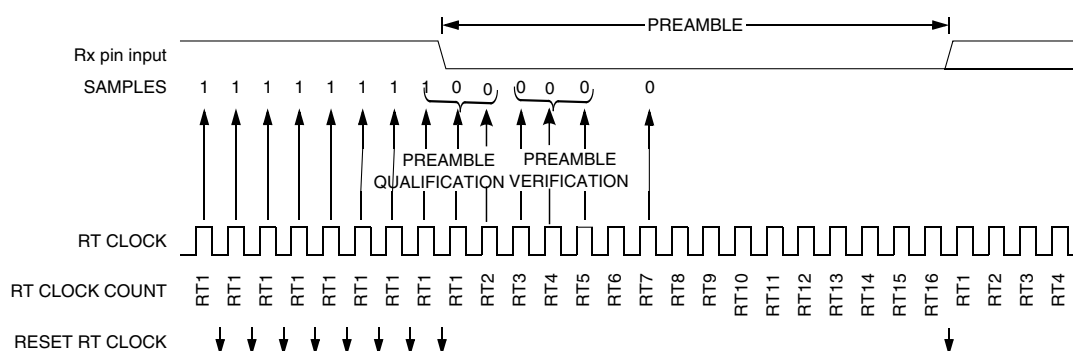 PREAMBLE
Rx pin input
SAMPLES 1 1 1 1 1 1 1 1 0 0 0 0 0 0
PREAMBLE PREAMBLE
QUALIFICATION VERIFICATION
RT CLOCK
RT CLOCK COUNT RT1 RT1 RT1 RT1 RT1 RT1 RT1 RT1 RT1 RT2 RT3 RT4 RT5 RT6 RT7 RT8 RT9 RT10 RT11 RT12 RT13 RT14 RT15 RT16 RT1 RT2 RT3 RT4
RESET RT CLOCK